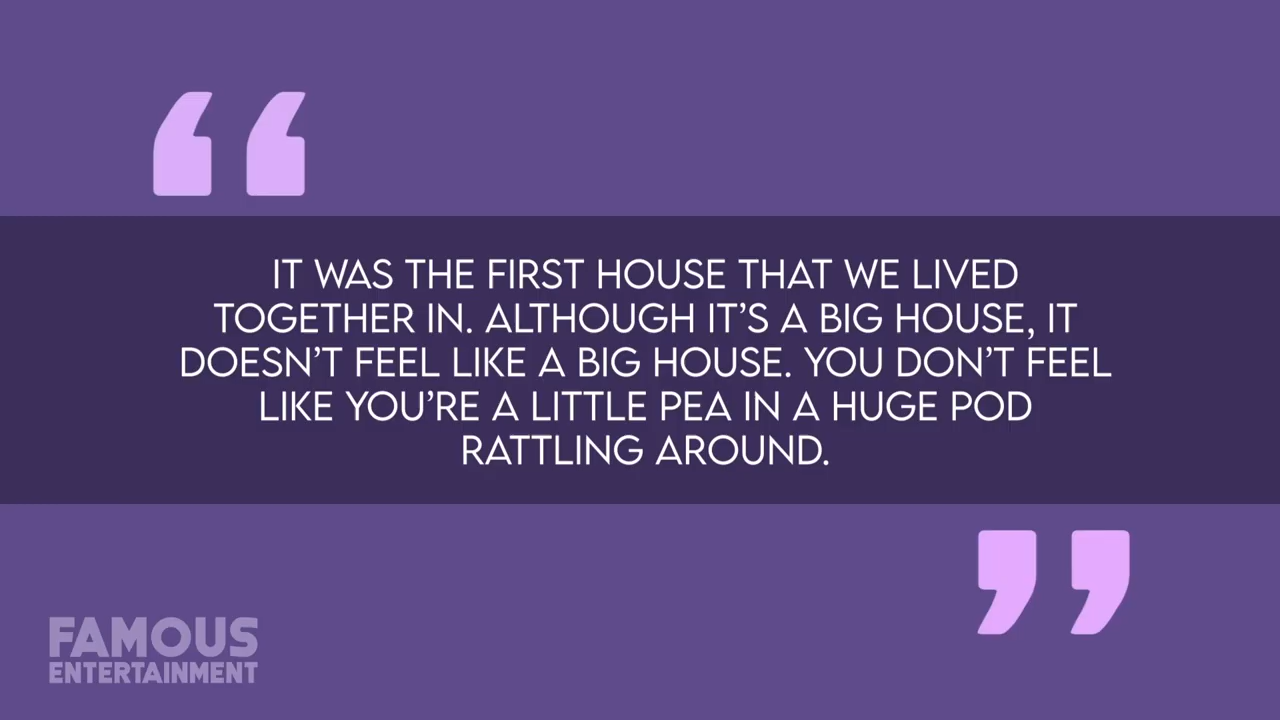 “
IT WAS THE FIRST HOUSE THAT WE LIVED
TOGETHER IN. ALTHOUGH IT’S A BIG HOUSE, IT
DOESN’T FEEL LIKE A BIG HOUSE. YOU DON’T FEEL
LIKE YOU’RE A LITTLE PEA IN A HUGE POD
RATTLING AROUND.
”
FAMOUS
ENTERTAINMENT